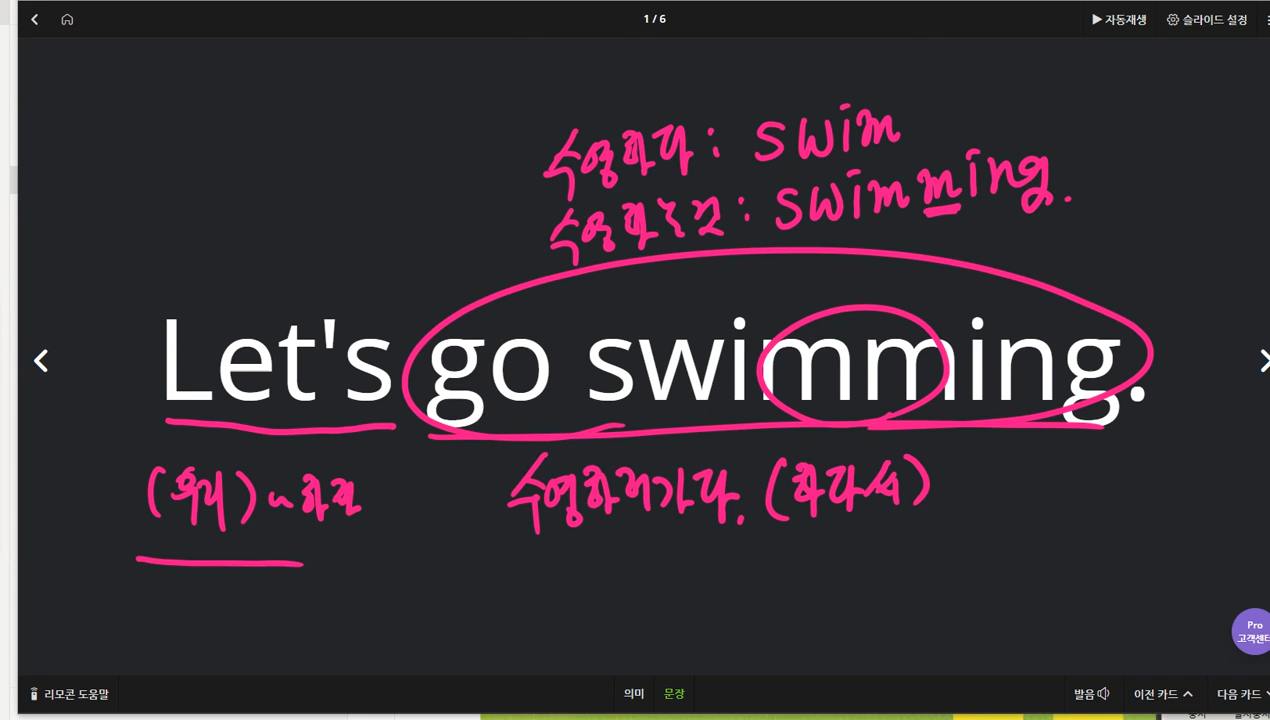 1 / 6
▶ 자동재생
슬라이드 설정
수영하다 : swim
수영하는것 : swimming.
Let's go swimming.
(우리)~하자
수영하러가다. (하다)
Pro
고객센터
리모콘 도움말
의미
문장
발음
이전 카드
다음 카드